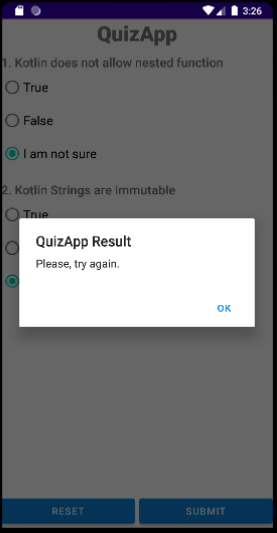 3:26
QuizApp
1. Kotlin does not allow nested function
True
False
I am not sure
2. Kotlin Strings are immutable
True
QuizApp Result
Please, try again.
OK
RESET
SUBMIT